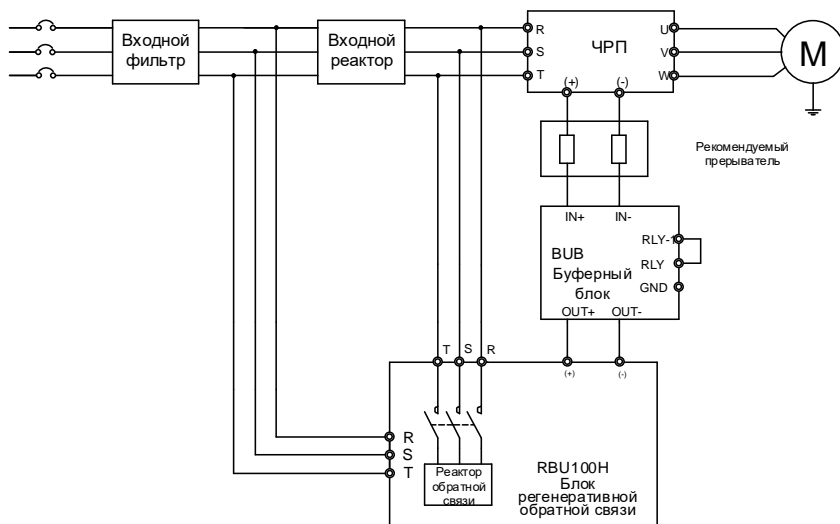 Входной
фильтр
Входной
реактор
R
S
T
ЧРП
U
V
W
M
(+)
(-)
Рекомендуемый
прерыватель
IN+
IN-
BUB
Буферный
блок
RLY-1
RLY
GND
OUT+
OUT-
T
S
R
(+)
(-)
R
S
T
Реактор
обратной
связи
RBU100H
Блок
регенеративной
обратной связи